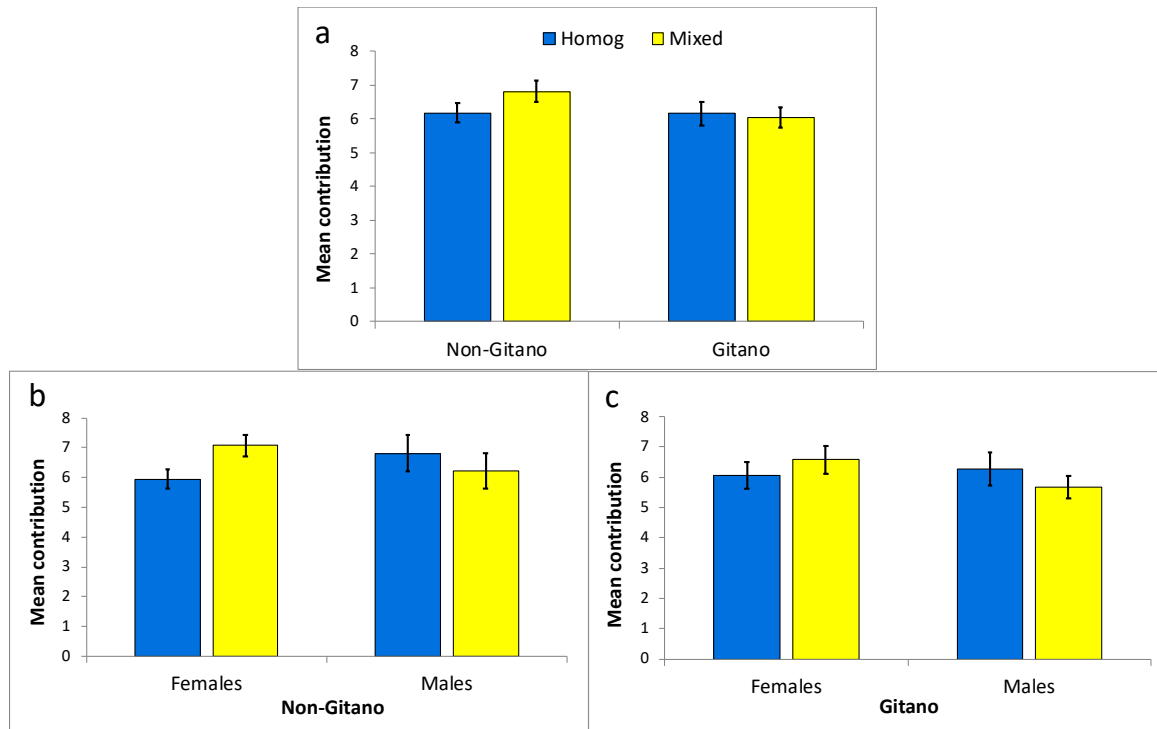 a
Homog Mixed
Mean contribution
8
7
6
5
4
3
2
1
0
Non-Gitano Gitano
b
Mean contribution
8
7
6
5
4
3
2
1
0
Females Males
Non-Gitano
c
Mean contribution
8
7
6
5
4
3
2
1
0
Females Males
Gitano